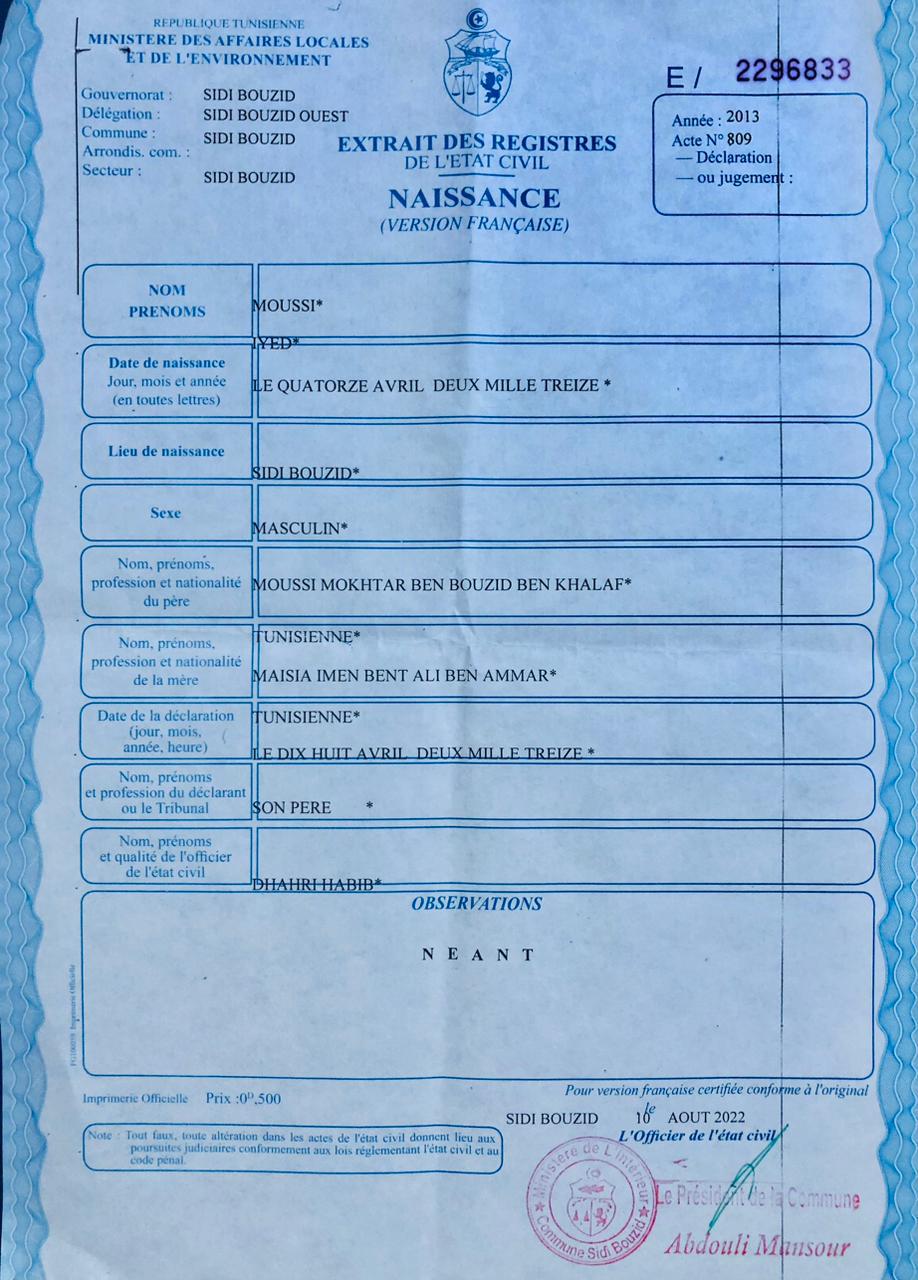 REPUBLIQUE TUNISIENNE
MINISTERE DES AFFAIRES LOCALES
ET DE L'ENVIRONNEMENT
Gouvernorat : SIDI BOUZID
Délégation : SIDI BOUZID OUEST
Commune : SIDI BOUZID
Arrondis. com. :
Secteur : SIDI BOUZID
E / 2296833
Année : 2013
Acte N° 809
— Déclaration
— ou jugement :
EXTRAIT DES REGISTRES
DE L'ETAT CIVIL
NAISSANCE
(VERSION FRANÇAISE)
NOM
PRENOMS
MOUSSI*
IYED*
Date de naissance
Jour, mois et année
(en toutes lettres)
LE QUATORZE AVRIL DEUX MILLE TREIZE *
Lieu de naissance
SIDI BOUZID*
Sexe
MASCULIN*
Nom, prénoms,
profession et nationalité
du père
MOUSSI MOKHTAR BEN BOUZID BEN KHALAF*
TUNISIENNE*
Nom, prénoms,
profession et nationalité
de la mère
MAISIA IMEN BENT ALI BEN AMMAR*
TUNISIENNE*
Date de la déclaration
(jour, mois,
année, heure)
LE DIX HUIT AVRIL DEUX MILLE TREIZE *
Nom, prénoms
et profession du déclarant
ou le Tribunal
SON PERE *
Nom, prénoms
et qualité de l'officier
de l'état civil
DHAHRI HABIB*
OBSERVATIONS
N E A N T
Imprimerie Officielle
Imprimerie Officielle Prix :0ᴰ,500
Pour version française certifiée conforme à l'original
SIDI BOUZID le 10 AOUT 2022
L'Officier de l'état civil
Note : Tout faux, toute altération dans les actes de l'état civil donnent lieu aux
poursuites judiciaires conformement aux lois réglementant l'état civil et au
code pénal.
Ministère de L'Intérieur
Commune Sidi Bouzid
Le Président de la Commune
Abdouli Mansour